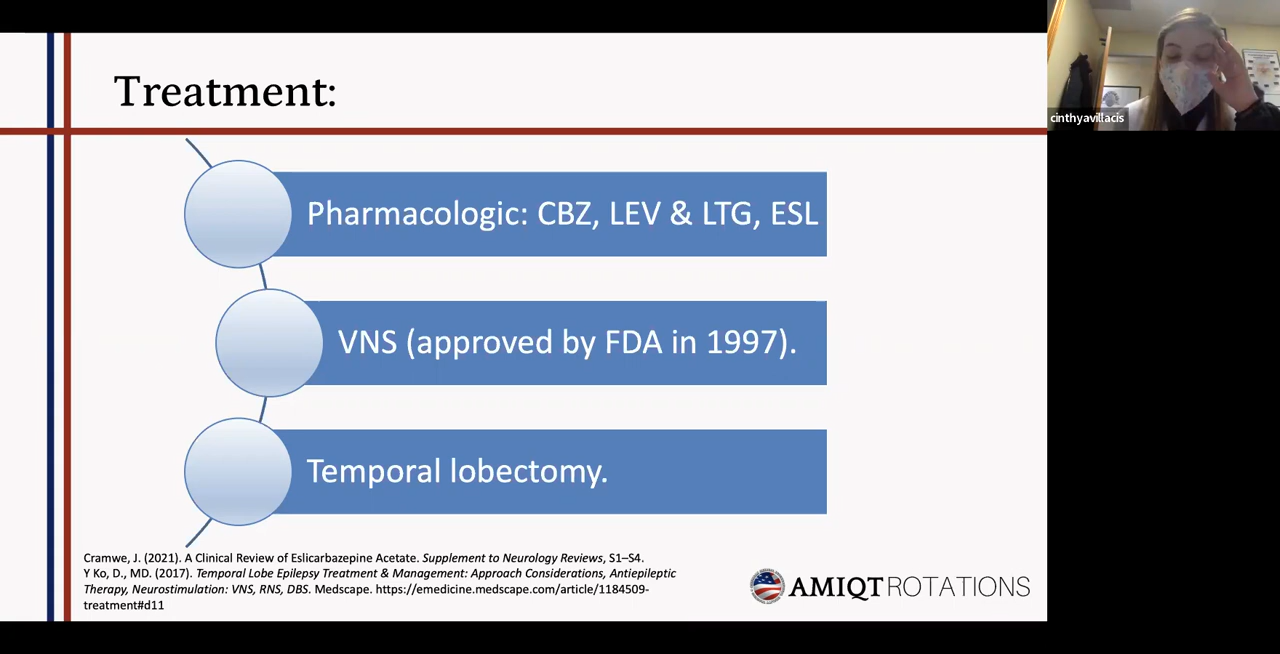 Treatment:
cinthyavillacis
Pharmacologic: CBZ, LEV & LTG, ESL
VNS (approved by FDA in 1997).
Temporal lobectomy.
Cramwe, J. (2021). A Clinical Review of Eslicarbazepine Acetate. Supplement to Neurology Reviews, S1–S4.
Y Ko, D., MD. (2017). Temporal Lobe Epilepsy Treatment & Management: Approach Considerations, Antiepileptic
Therapy, Neurostimulation: VNS, RNS, DBS. Medscape. https://emedicine.medscape.com/article/1184509-
treatment#d11
AMIQTROTATIONS